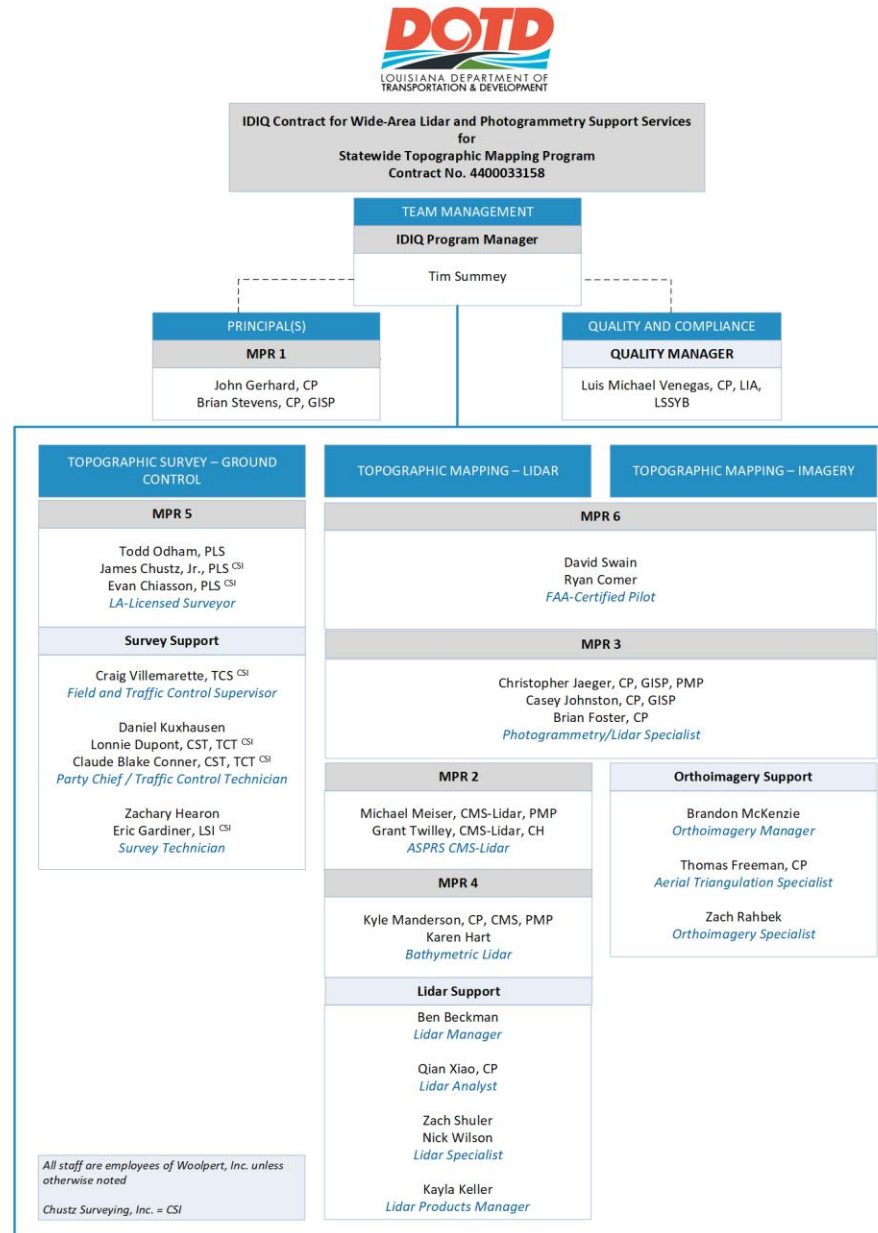 DOTD
LOUISIANA DEPARTMENT OF
TRANSPORTATION & DEVELOPMENT
IDIQ Contract for Wide-Area Lidar and Photogrammetry Support Services
for
Statewide Topographic Mapping Program
Contract No. 4400033158
TEAM MANAGEMENT
IDIQ Program Manager
Tim Summey
PRINCIPAL(S)
MPR 1
John Gerhard, CP
Brian Stevens, CP, GISP
QUALITY AND COMPLIANCE
QUALITY MANAGER
Luis Michael Venegas, CP, LIA,
LSSYB
TOPOGRAPHIC SURVEY – GROUND
CONTROL
MPR 5
Todd Odham, PLS
James Chustz, Jr., PLS CSI
Evan Chiasson, PLS CSI
LA-Licensed Surveyor
Survey Support
Craig Villemarette, TCS CSI
Field and Traffic Control Supervisor
Daniel Kuxhausen
Lonnie Dupont, CST, TCT CSI
Claude Blake Conner, CST, TCT CSI
Party Chief / Traffic Control Technician
Zachary Hearon
Eric Gardiner, LSI CSI
Survey Technician
TOPOGRAPHIC MAPPING – LIDAR
TOPOGRAPHIC MAPPING – IMAGERY
MPR 6
David Swain
Ryan Comer
FAA-Certified Pilot
MPR 3
Christopher Jaeger, CP, GISP, PMP
Casey Johnston, CP, GISP
Brian Foster, CP
Photogrammetry/Lidar Specialist
MPR 2
Michael Meiser, CMS-Lidar, PMP
Grant Twilley, CMS-Lidar, CH
ASPRS CMS-Lidar
MPR 4
Kyle Manderson, CP, CMS, PMP
Karen Hart
Bathymetric Lidar
Lidar Support
Ben Beckman
Lidar Manager
Qian Xiao, CP
Lidar Analyst
Zach Shuler
Nick Wilson
Lidar Specialist
Kayla Keller
Lidar Products Manager
Orthoimagery Support
Brandon McKenzie
Orthoimagery Manager
Thomas Freeman, CP
Aerial Triangulation Specialist
Zach Rahbek
Orthoimagery Specialist
All staff are employees of Woolpert, Inc. unless
otherwise noted
Chustz Surveying, Inc. = CSI